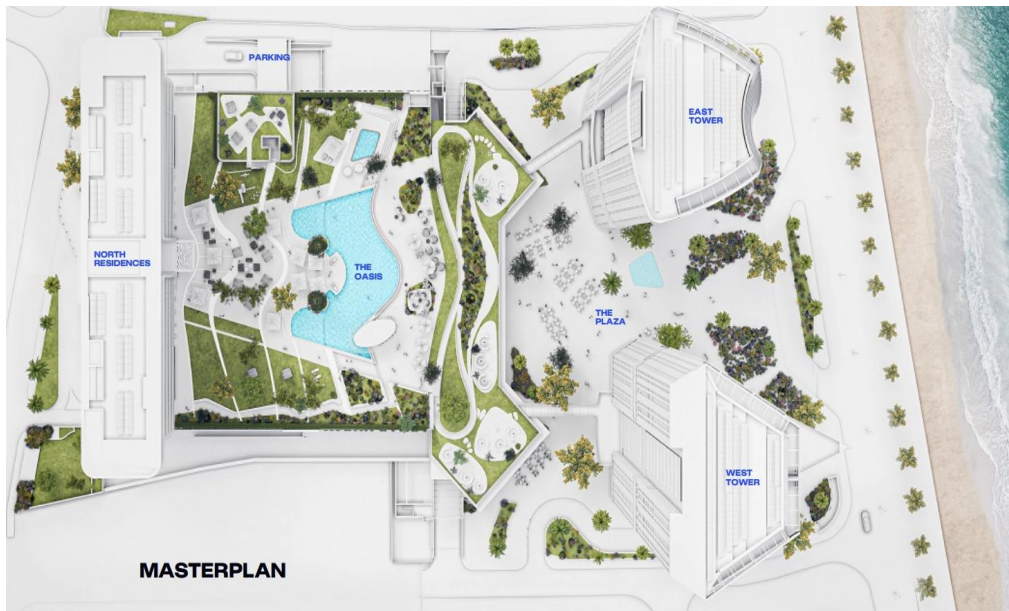 PARKING
EAST
TOWER
NORTH
RESIDENCES
THE
OASIS
THE
PLAZA
WEST
TOWER
MASTERPLAN